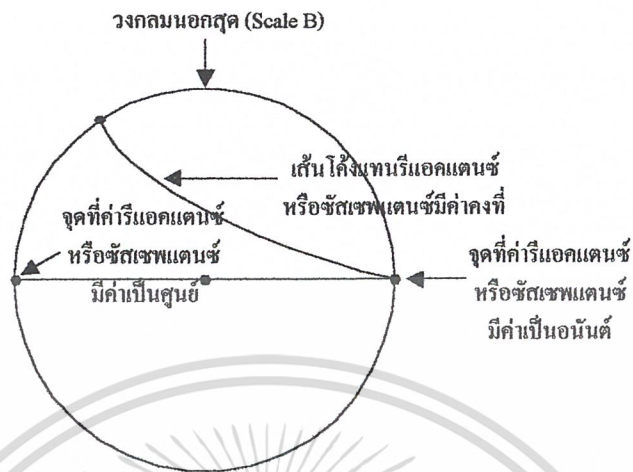 วงกลมนอกสุด (Scale B)
เส้นโค้งแทนรีแอคแตนซ์
หรือซัสเซพแตนซ์มีค่าคงที่
จุดที่ค่ารีแอคแตนซ์
หรือซัสเซพแตนซ์
มีค่าเป็นศูนย์
จุดที่ค่ารีแอคแตนซ์
หรือซัสเซพแตนซ์
มีค่าเป็นอนันต์